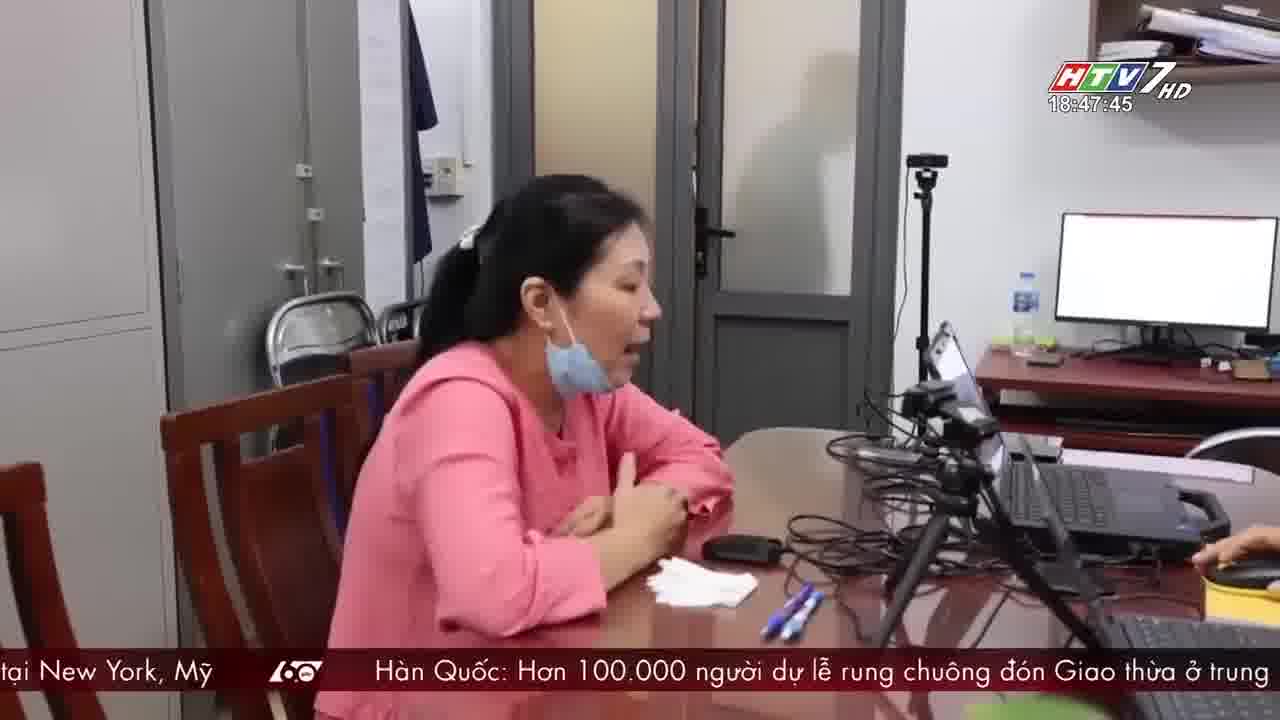 HTV7 HD
18:47:45
tại New York, Mỹ 60 Hàn Quốc: Hơn 100.000 người dự lễ rung chuông đón Giao thừa ở trung